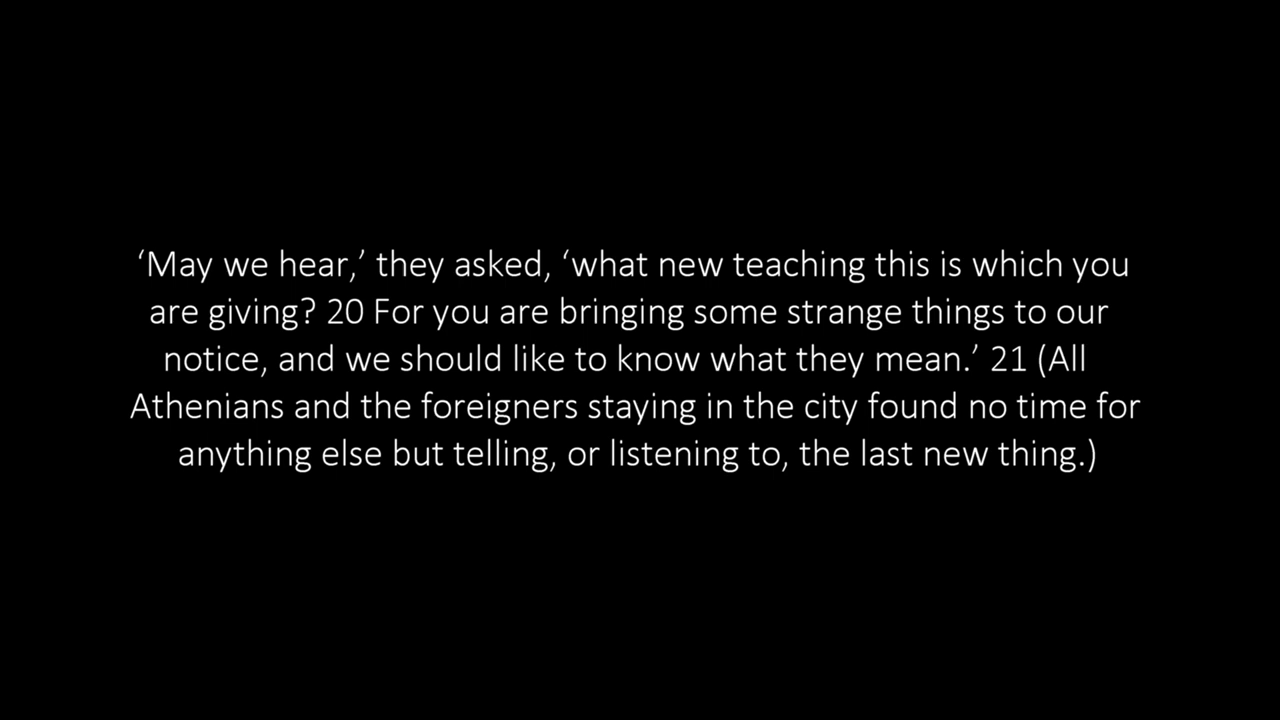 ‘May we hear,’ they asked, ‘what new teaching this is which you
are giving? 20 For you are bringing some strange things to our
notice, and we should like to know what they mean.’ 21 (All
Athenians and the foreigners staying in the city found no time for
anything else but telling, or listening to, the last new thing.)